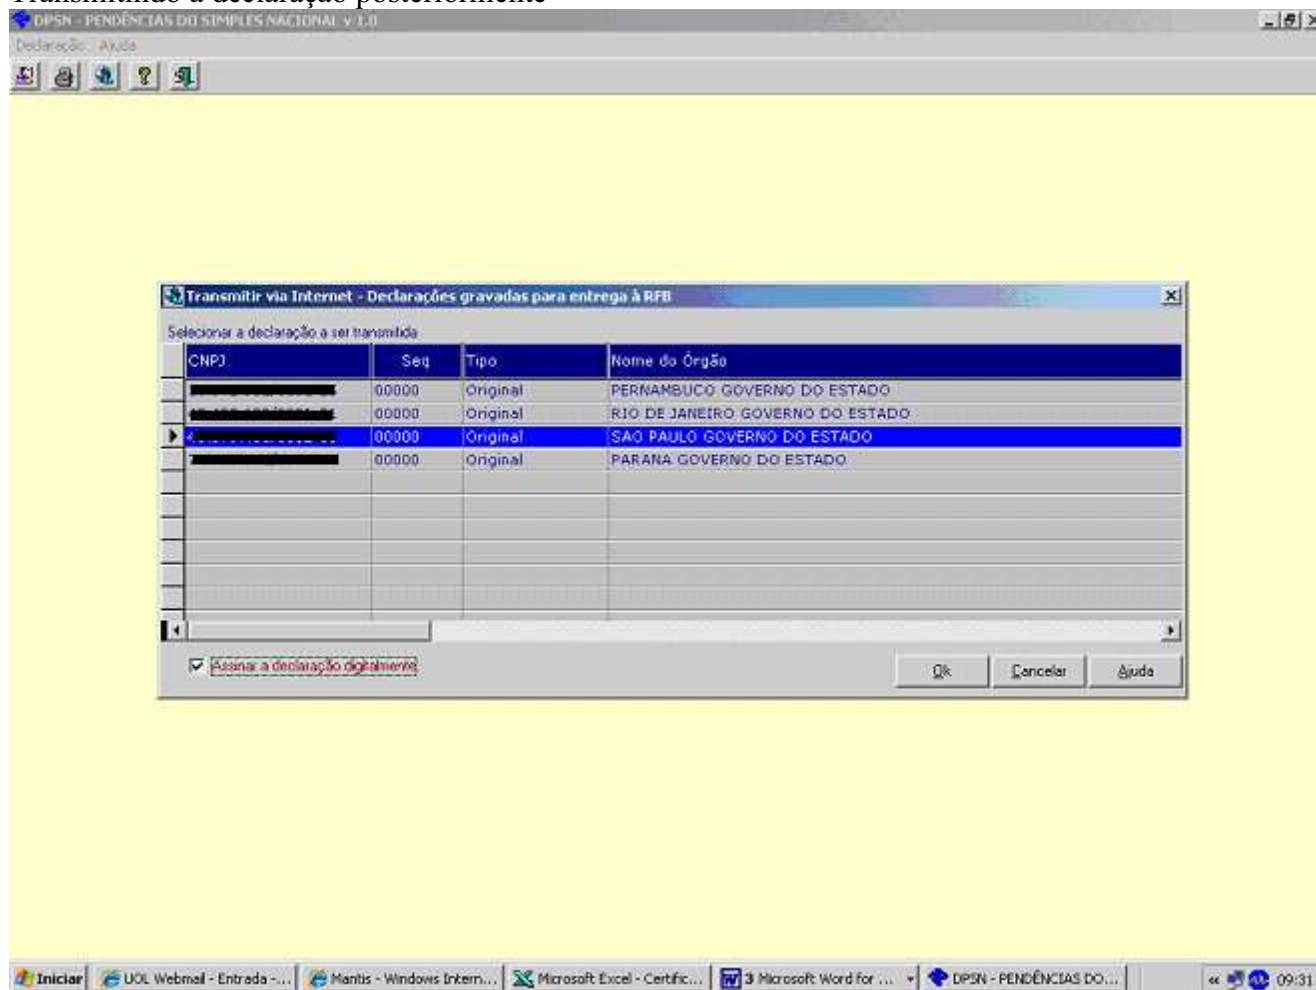 Transmitindo a declaração posteriormente
DPSN - PENDÊNCIAS DO SIMPLES NACIONAL v 1.0
Declaração Ajuda
Transmitir via Internet - Declarações gravadas para entrega à RFB
Selecionar a declaração a ser transmitida
CNPJ Seq Tipo Nome do Órgão
00000 Original PERNAMBUCO GOVERNO DO ESTADO
00000 Original RIO DE JANEIRO GOVERNO DO ESTADO
00000 Original SAO PAULO GOVERNO DO ESTADO
00000 Original PARANA GOVERNO DO ESTADO
Assinar a declaração digitalmente
Ok Cancelar Ajuda
Iniciar UOL Webmail - Entrada -... Mantis - Windows Intern... Microsoft Excel - Certific... 3 Microsoft Word for ... DPSN - PENDÊNCIAS DO... 09:31